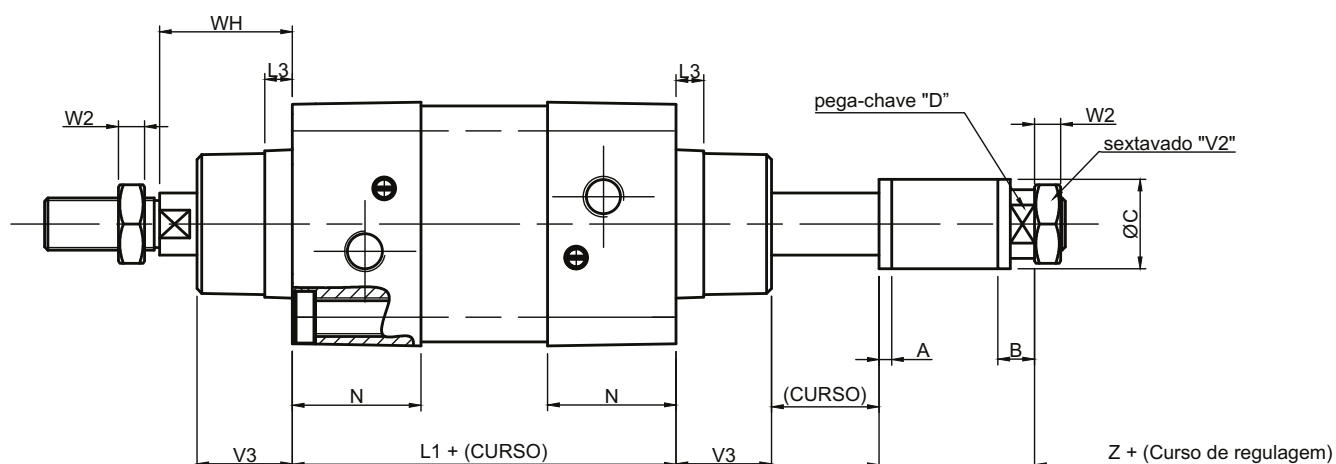 WH
L3
L3
W2
pega-chave "D”
W2
sextavado "V2"
ØC
A
B
N
N
(CURSO)
V3
L1 + (CURSO)
V3
Z + (Curso de regulagem)